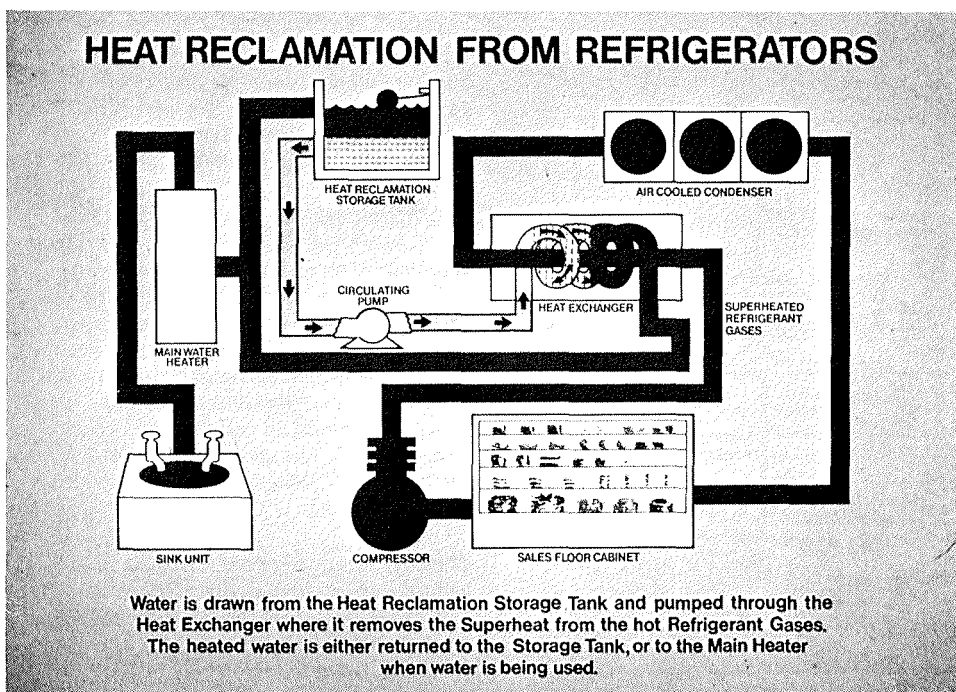 HEAT RECLAMATION FROM REFRIGERATORS
HEAT RECLAMATION
STORAGE TANK
AIR COOLED CONDENSER
CIRCULATING
PUMP
HEAT EXCHANGER
SUPERHEATED
REFRIGERANT
GASES
MAIN WATER
HEATER
SINK UNIT
COMPRESSOR
SALES FLOOR CABINET
Water is drawn from the Heat Reclamation Storage Tank and pumped through the
Heat Exchanger where it removes the Superheat from the hot Refrigerant Gases.
The heated water is either returned to the Storage Tank, or to the Main Heater
when water is being used.